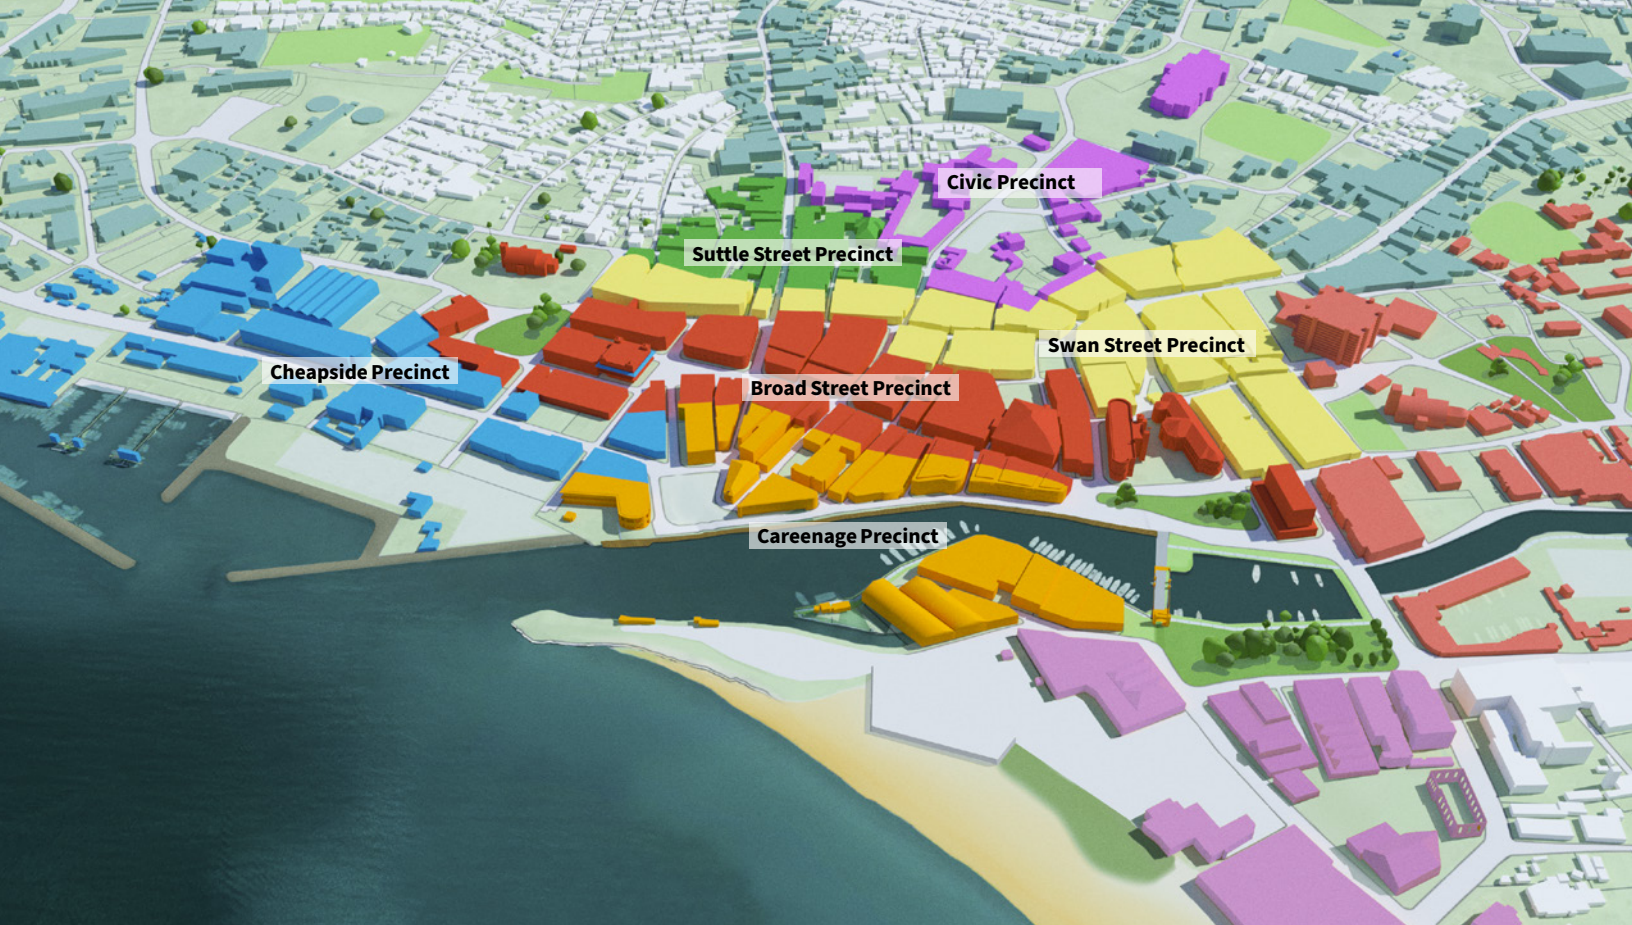 Civic Precinct
Suttle Street Precinct
Swan Street Precinct
Cheapside Precinct
Broad Street Precinct
Careenage Precinct